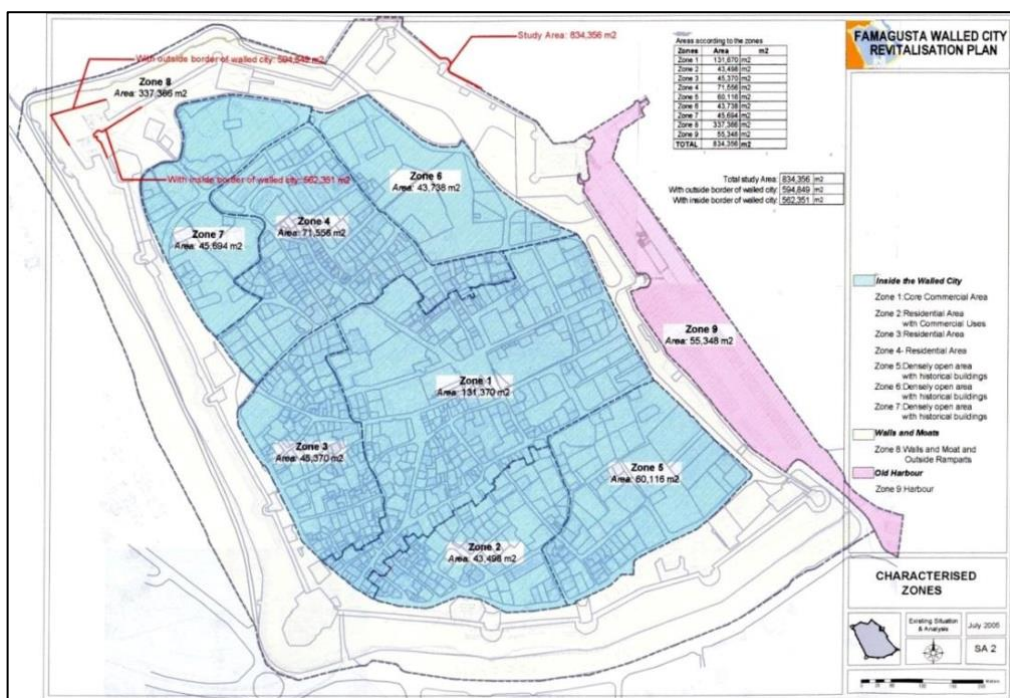 FAMAGUSTA WALLED CITY
REVITALISATION PLAN
Study Area: 834,356 m2
With outside border of walled city: 594,849 m2
Zone 8
Area: 337,366 m2
With inside border of walled city: 562,351 m2
Areas according to the zones
Zones Area m2
Zone 1 131,670 m2
Zone 2 43,498 m2
Zone 3 45,370 m2
Zone 4 71,556 m2
Zone 5 60,116 m2
Zone 6 43,738 m2
Zone 7 45,694 m2
Zone 8 337,366 m2
Zone 9 55,348 m2
TOTAL 834,356 m2
Total study Area: 834,356 m2
With outside border of walled city: 594,849 m2
With inside border of walled city: 562,351 m2
Zone 6
Area: 43,738 m2
Zone 4
Area: 71,556 m2
Zone 7
Area: 45,694 m2
Zone 9
Area: 55,348 m2
Zone 1
Area: 131,370 m2
Zone 3
Area: 45,370 m2
Zone 5
Area: 60,116 m2
Zone 2
Area: 43,498 m2
Inside the Walled City
Zone 1:Core Commercial Area
Zone 2:Residential Area
with Commercial Uses
Zone 3:Residential Area
Zone 4- Residential Area
Zone 5:Densely open area
with historical buildings
Zone 6:Densely open area
with historical buildings
Zone 7:Densely open area
with historical buildings
Walls and Moats
Zone 8:Walls and Moat and
Outside Ramparts
Old Harbour
Zone 9:Harbour
CHARACTERISED
ZONES
Existing Situation
& Analysis
July 2005
SA 2